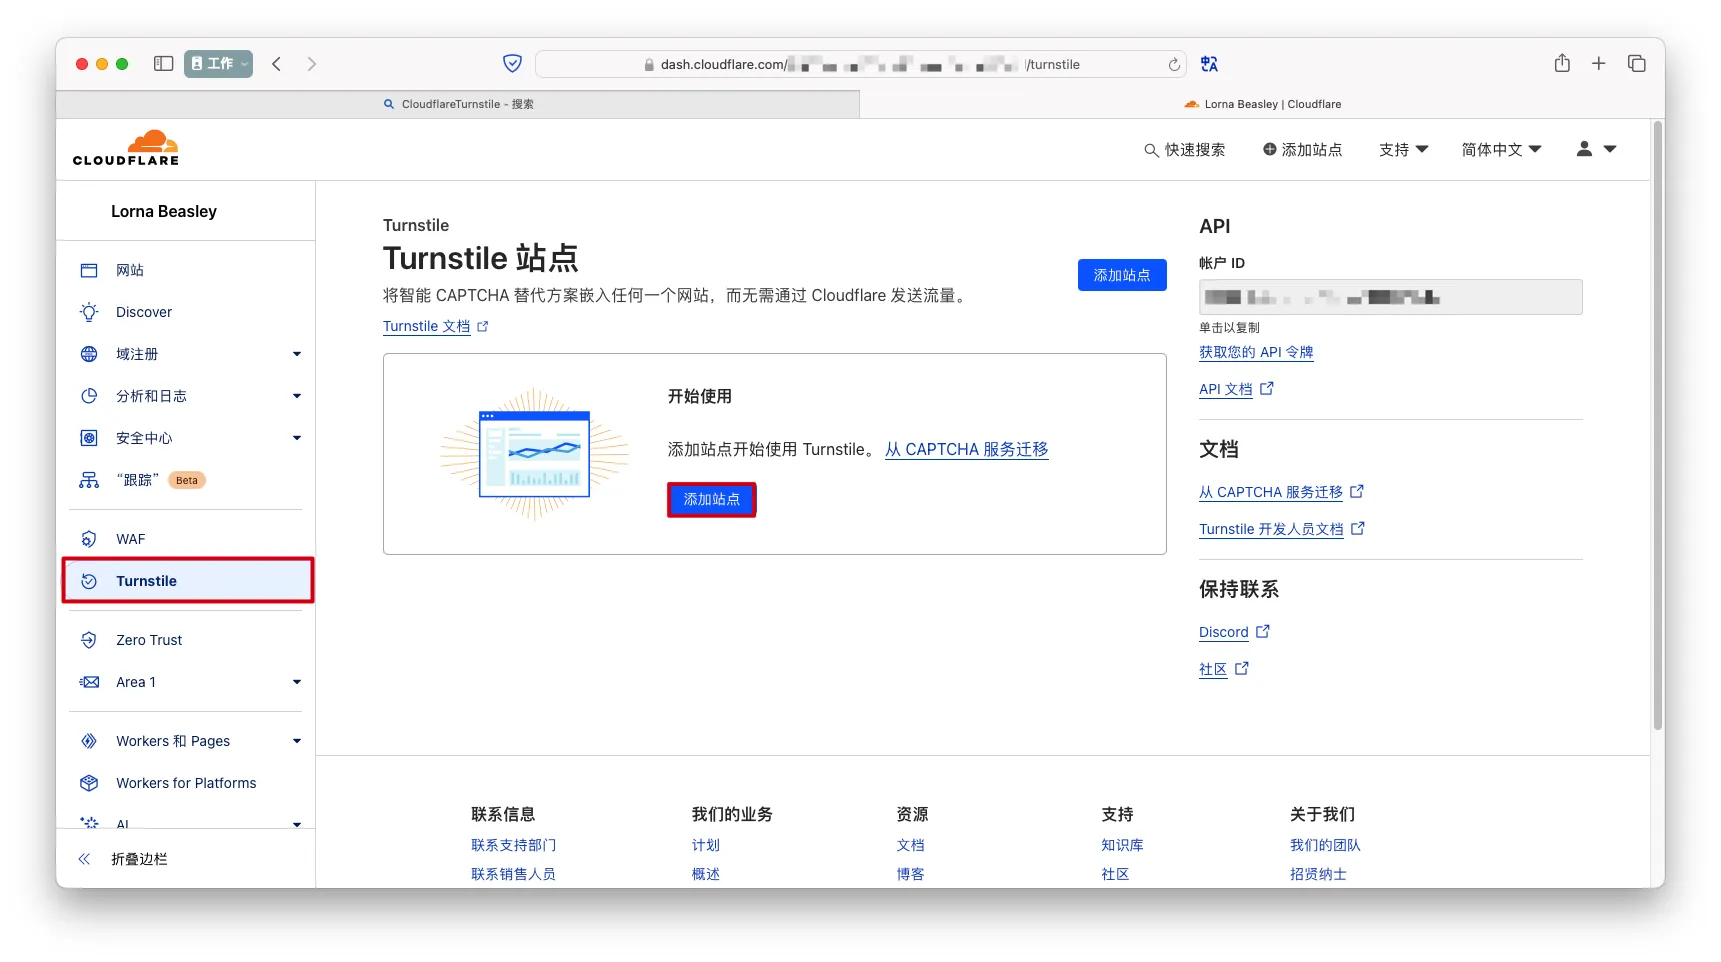 工作
dash.cloudflare.com/
/turnstile
CloudflareTurnstile - 搜索
Lorna Beasley | Cloudflare
CLOUDFLARE
快速搜索
添加站点
支持
简体中文
Lorna Beasley
网站
Discover
域注册
分析和日志
安全中心
“跟踪” Beta
WAF
Turnstile
Zero Trust
Area 1
Workers 和 Pages
Workers for Platforms
AI
折叠边栏
Turnstile
Turnstile 站点
添加站点
将智能 CAPTCHA 替代方案嵌入任何一个网站，而无需通过 Cloudflare 发送流量。
Turnstile 文档
开始使用
添加站点开始使用 Turnstile。 从 CAPTCHA 服务迁移
添加站点
API
帐户 ID
单击以复制
获取您的 API 令牌
API 文档
文档
从 CAPTCHA 服务迁移
Turnstile 开发人员文档
保持联系
Discord
社区
联系信息
联系支持部门
联系销售人员
我们的业务
计划
概述
资源
文档
博客
支持
知识库
社区
关于我们
我们的团队
招贤纳士